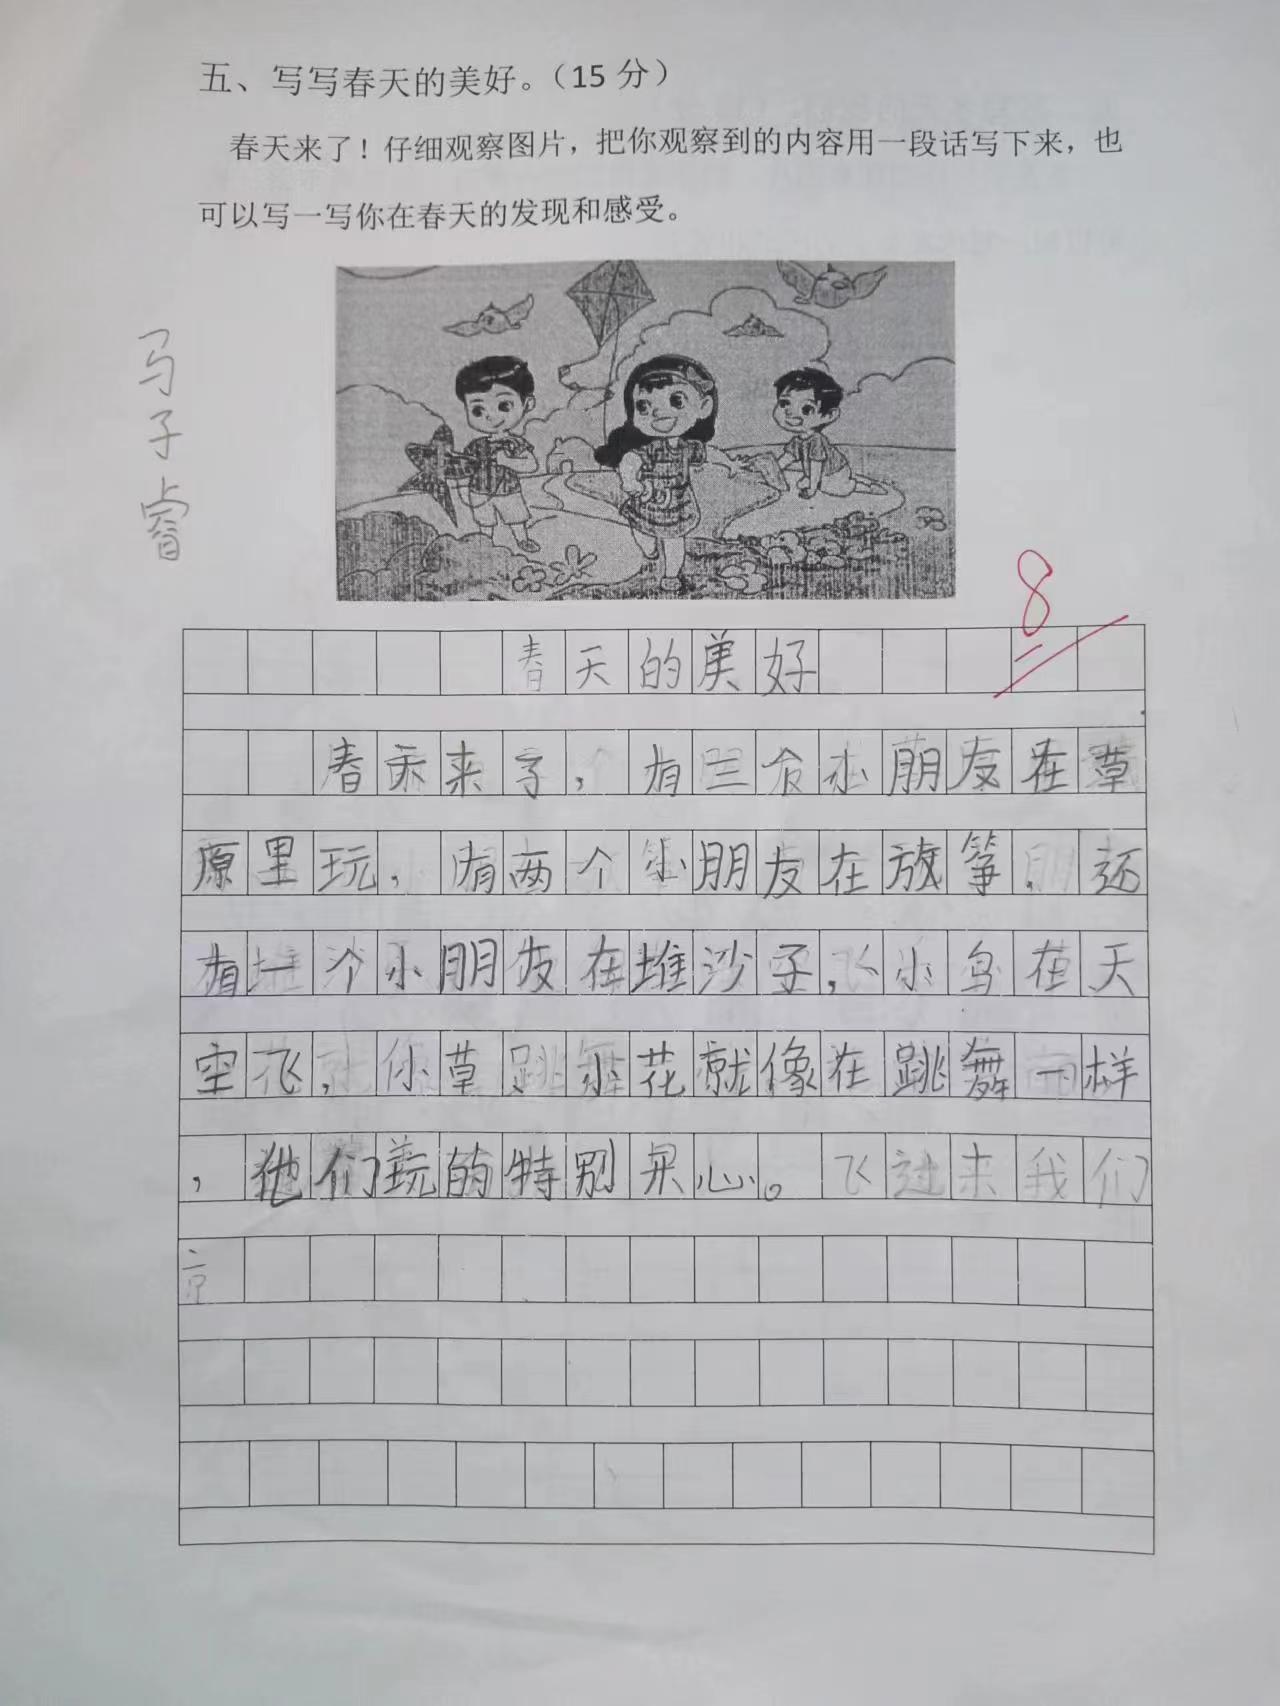 五、写写春天的美好。（15 分）
春天来了！仔细观察图片，把你观察到的内容用一段话写下来，也
可以写一写你在春天的发现和感受。
马子睿
8
春天的美好
春天来了，有三个小朋友在草
原里玩，有两个小朋友在放筝，还
有一个小朋友在堆沙子，小鸟在天
空飞，小草小花就像在跳舞一样
，他们玩的特别开心。飞过来我们